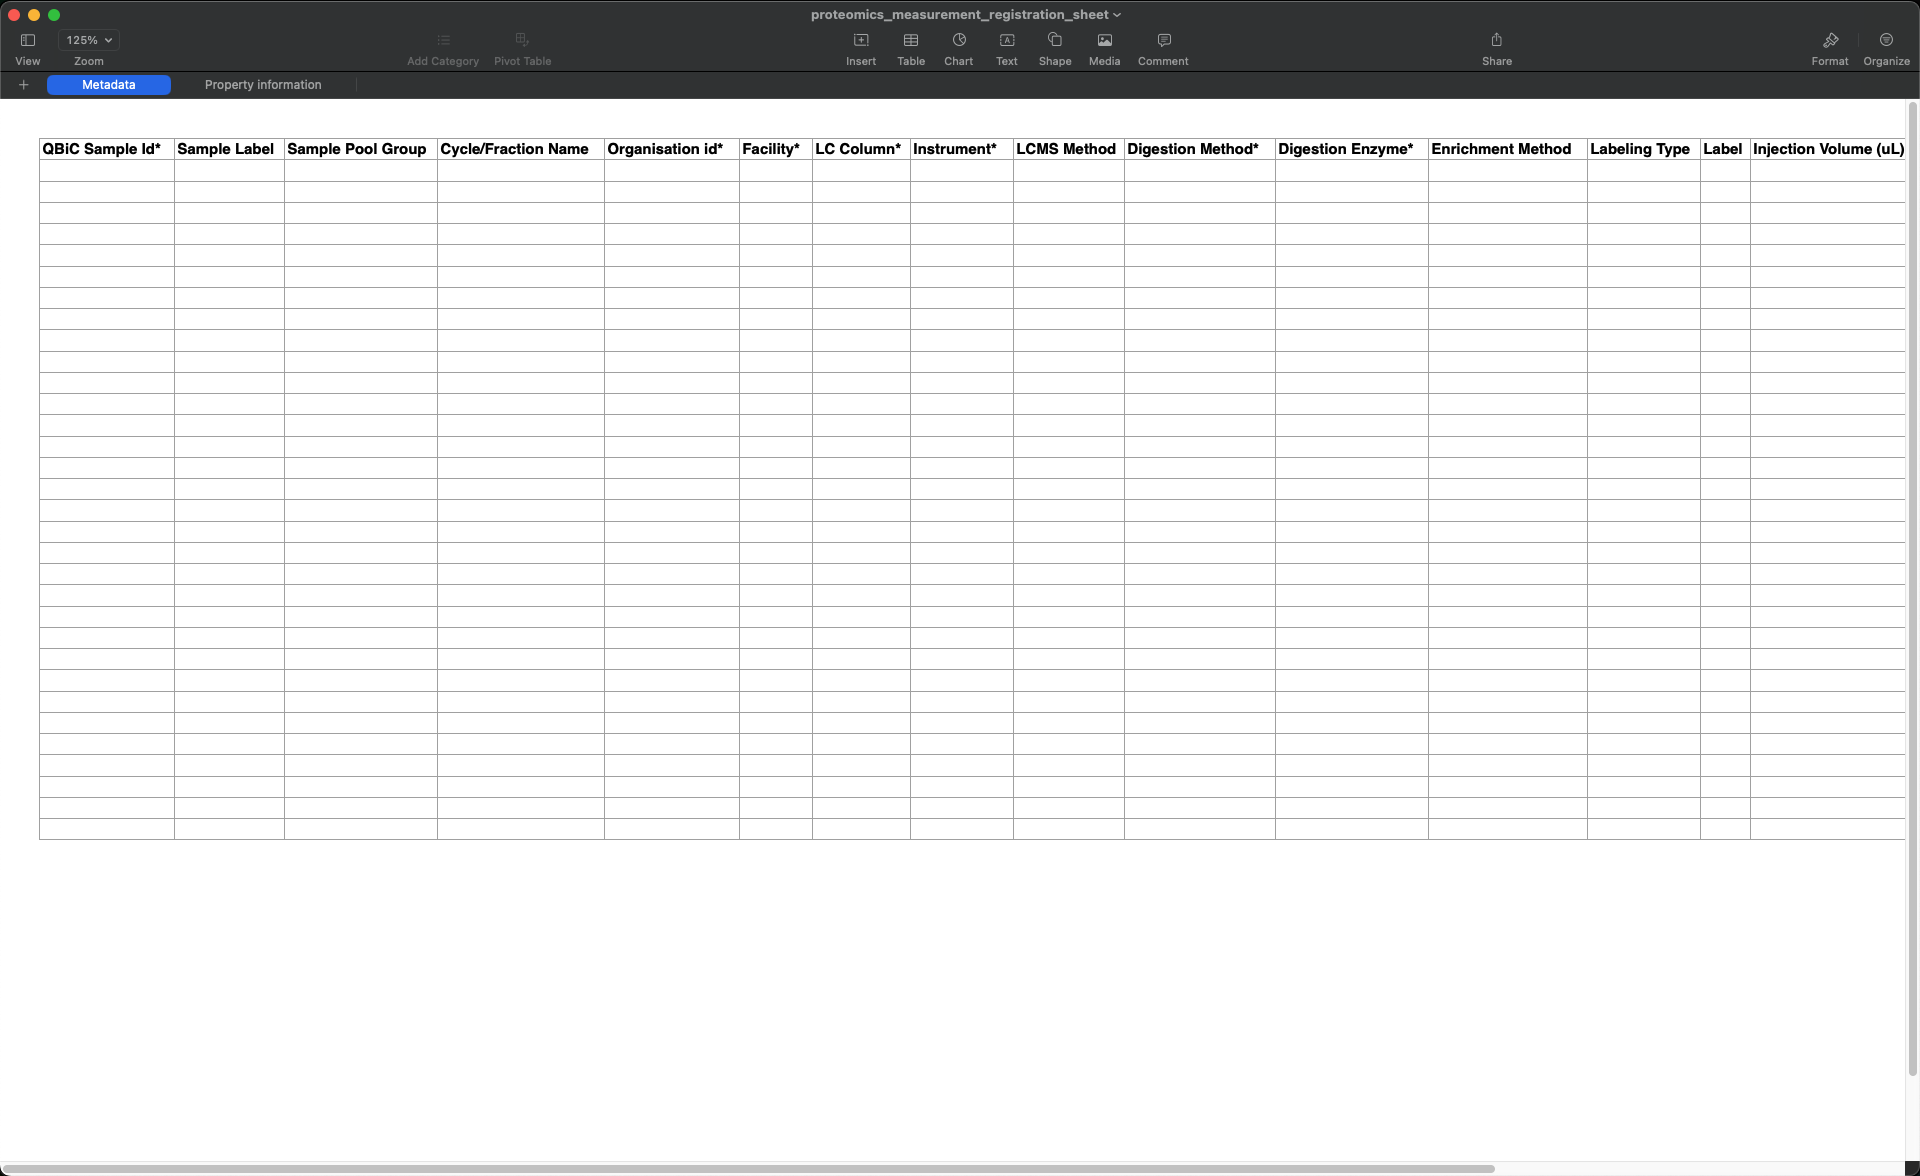 proteomics_measurement_registration_sheet
125%
View Zoom Add Category Pivot Table Insert Table Chart Text Shape Media Comment Share Format Organize
Metadata Property information
QBiC Sample Id* Sample Label Sample Pool Group Cycle/Fraction Name Organisation id* Facility* LC Column* Instrument* LCMS Method Digestion Method* Digestion Enzyme* Enrichment Method Labeling Type Label Injection Volume (uL)